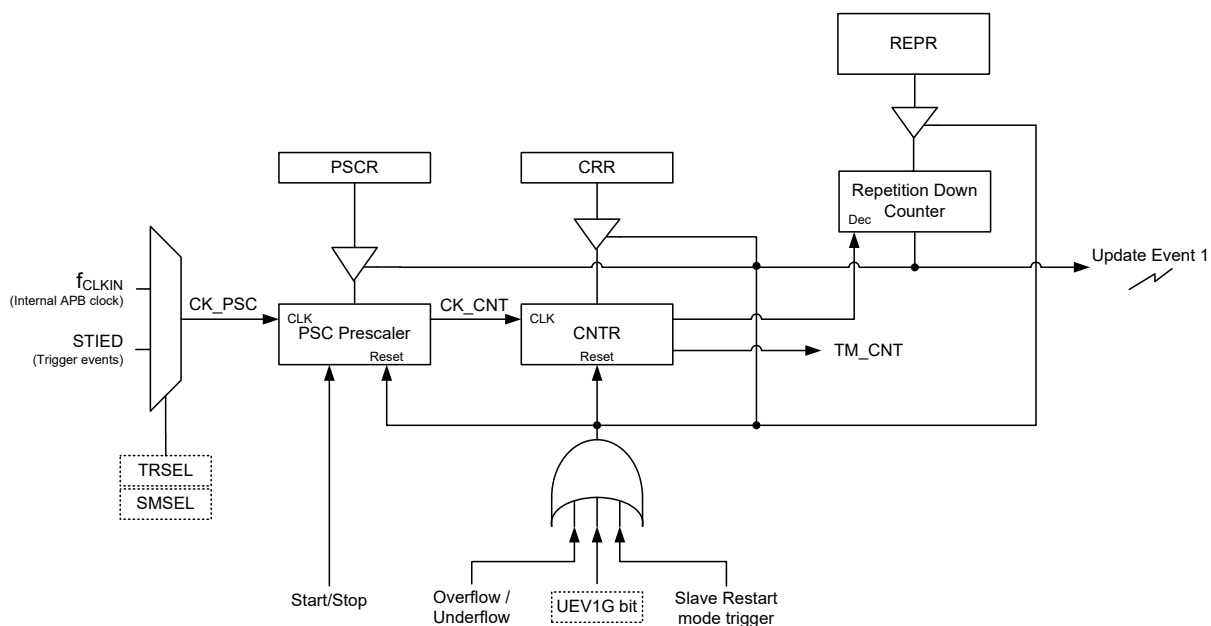 REPR
PSCR
CRR
Repetition Down
Counter
Dec
Update Event 1
fCLKIN
(Internal APB clock)
CK_PSC
CLK
PSC Prescaler
Reset
CK_CNT
CLK
CNTR
Reset
STIED
(Trigger events)
TM_CNT
TRSEL
SMSEL
Start/Stop
Overflow /
Underflow
UEV1G bit
Slave Restart
mode trigger